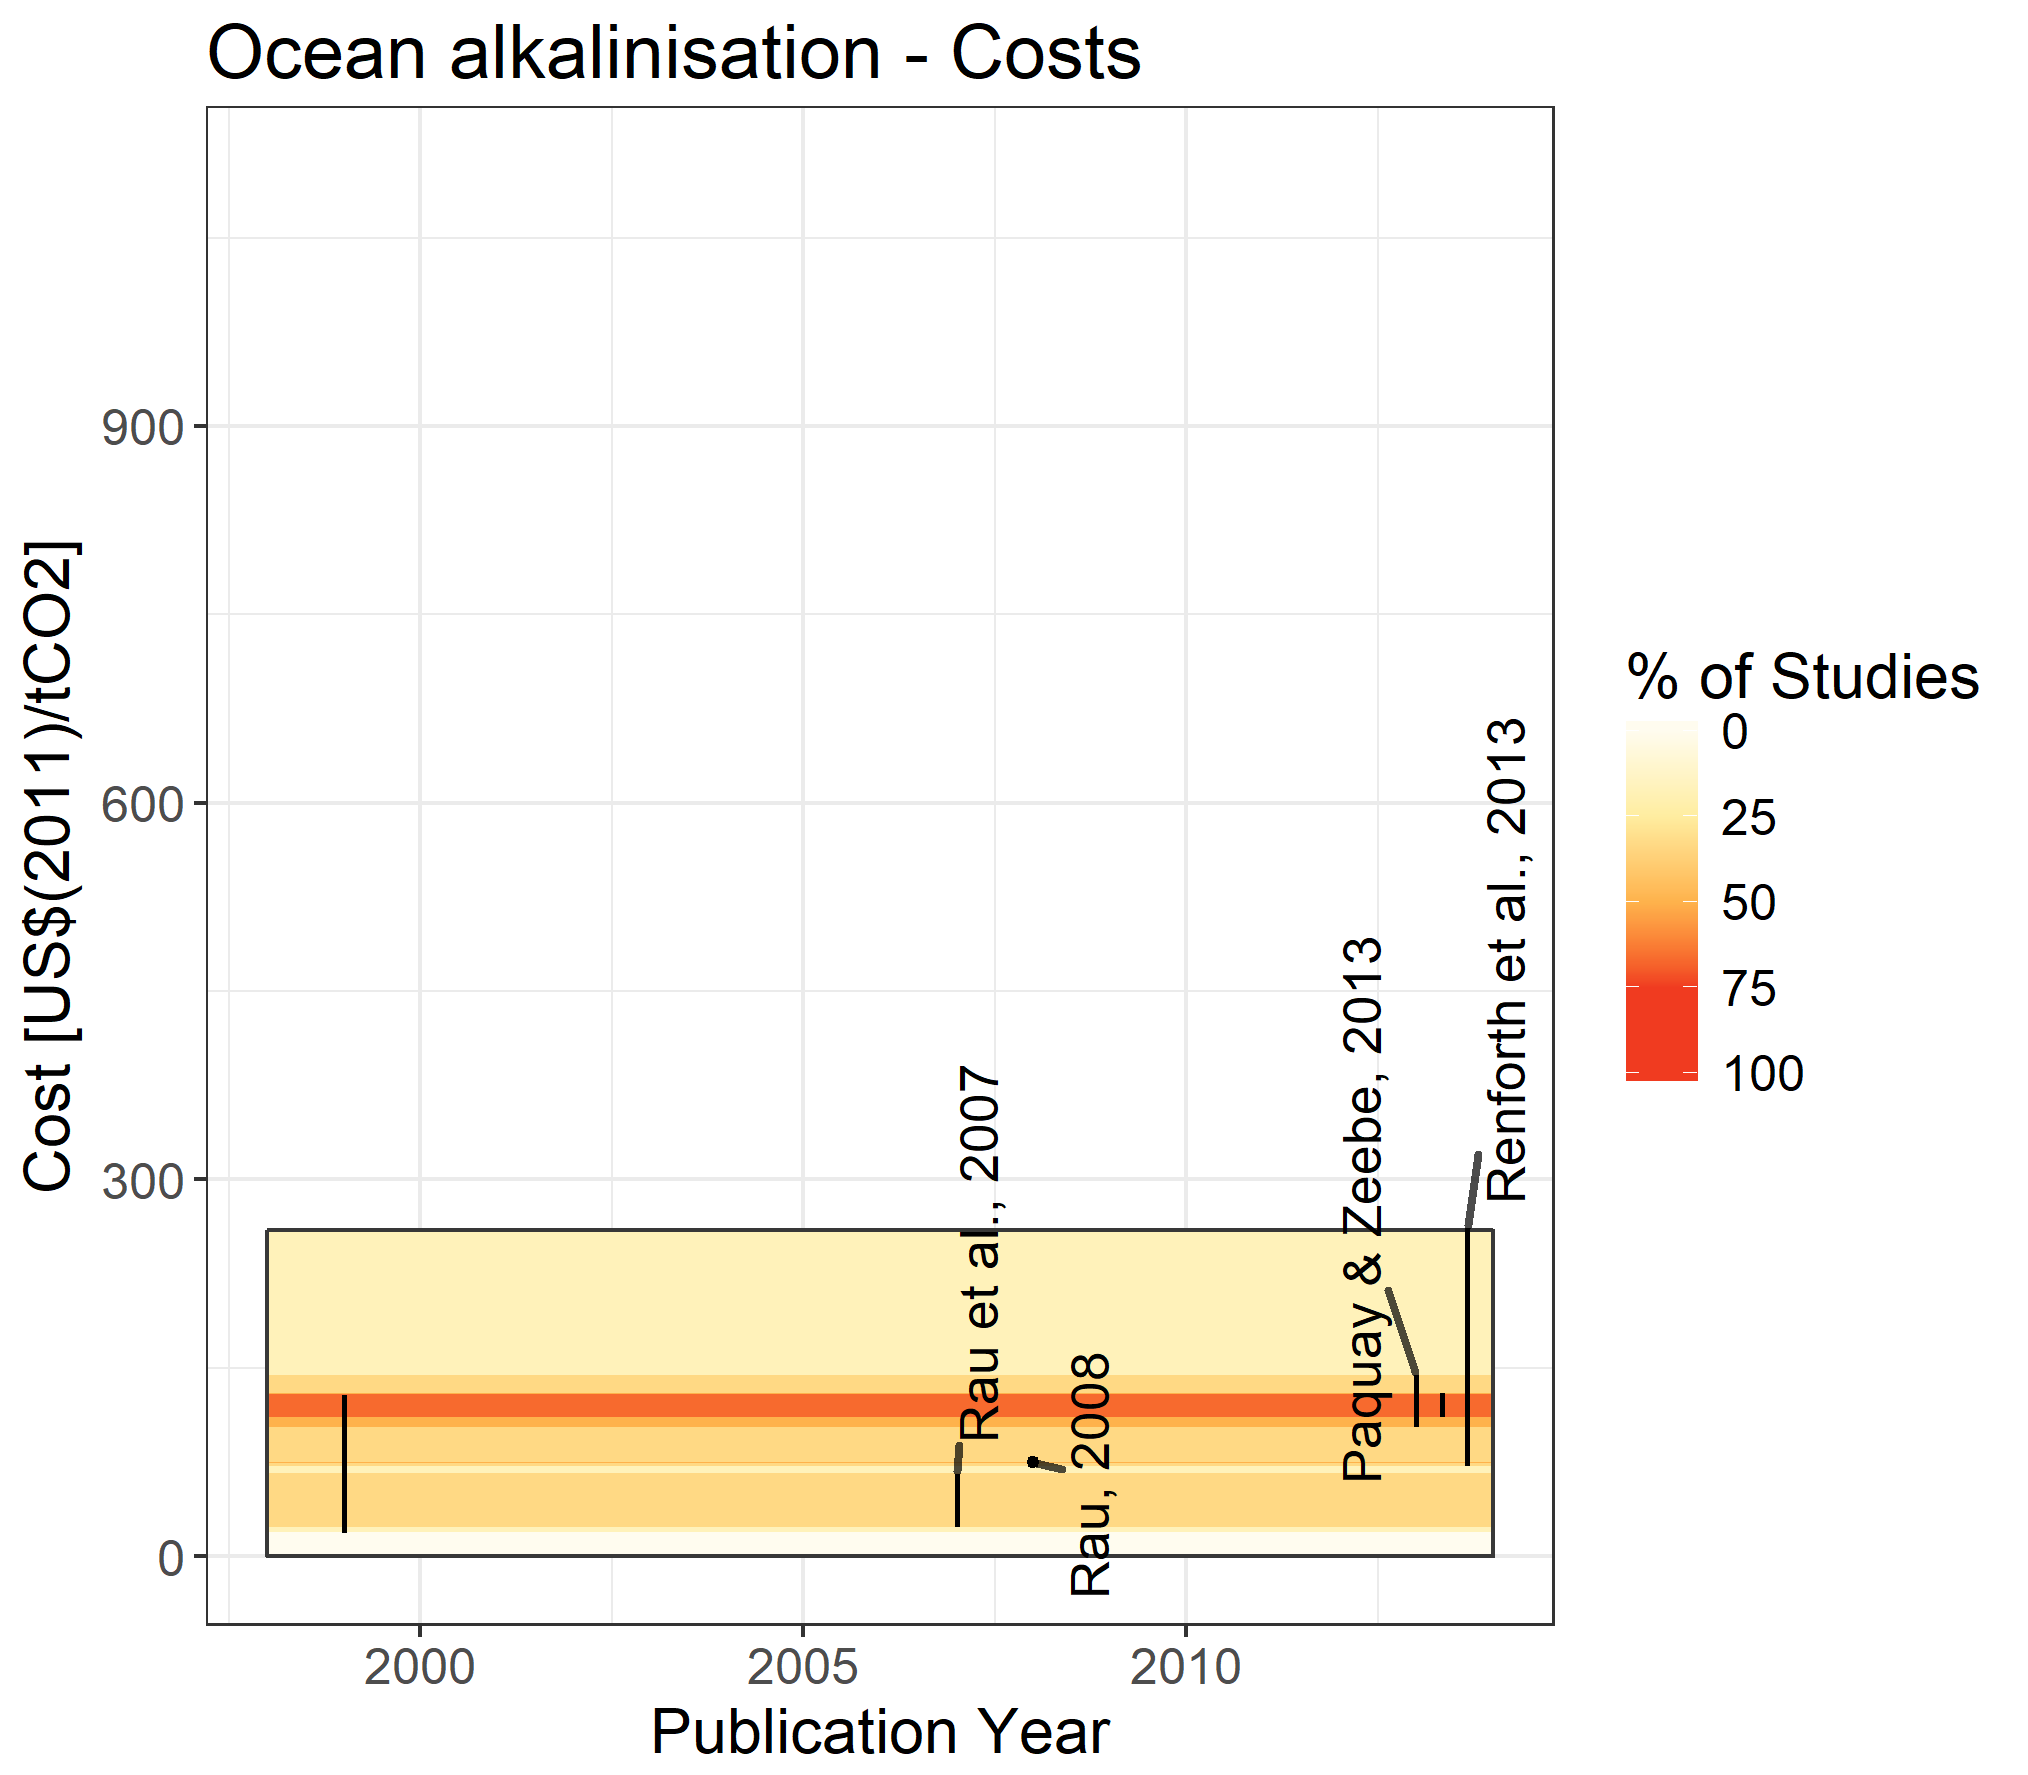 Ocean alkalinisation - Costs
Cost [US$(2011)/tCO2]
900
600
300
0
Rau et al., 2007
Rau, 2008
Paquay & Zeebe, 2013
Renforth et al., 2013
2000
2005
2010
Publication Year
% of Studies
0
25
50
75
100